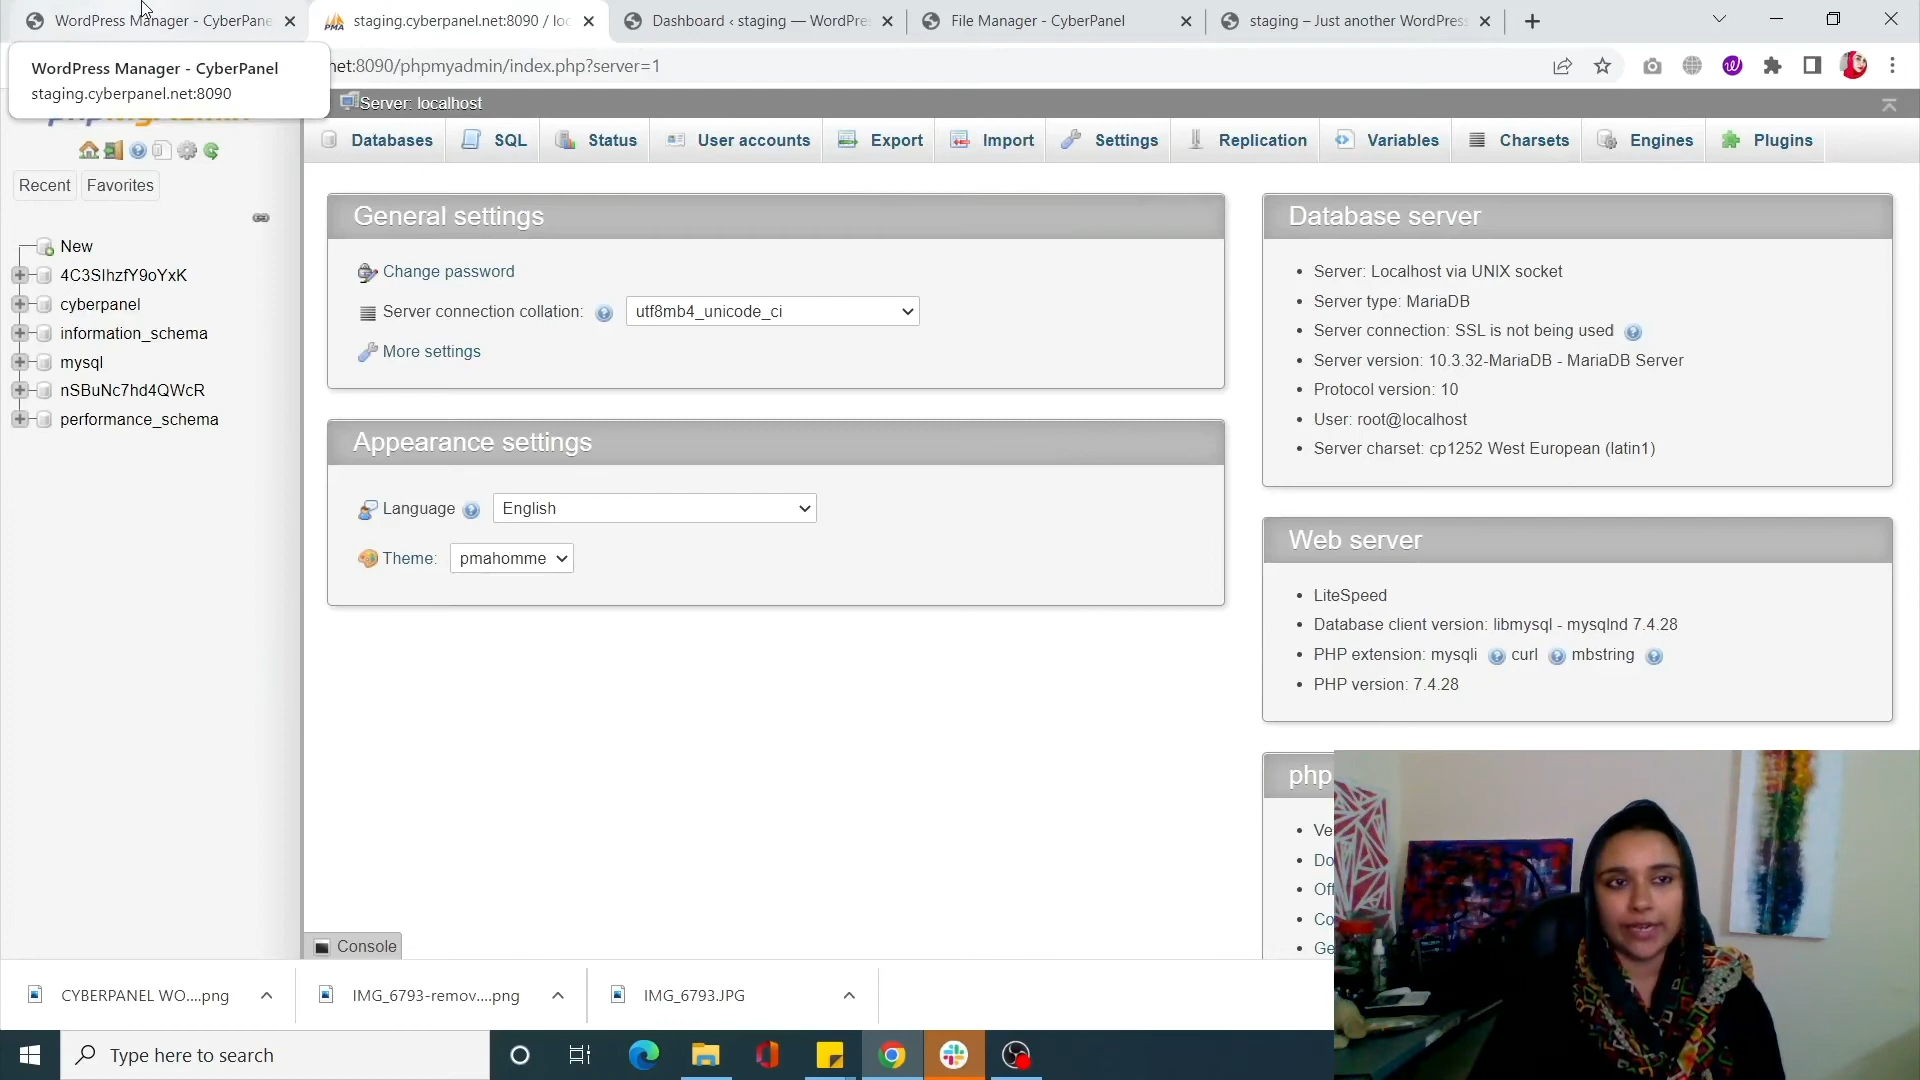 WordPress Manager - CyberPane
staging.cyberpanel.net:8090 / loc
Dashboard ‹ staging — WordPres
File Manager - CyberPanel
staging – Just another WordPress
WordPress Manager - CyberPanel
staging.cyberpanel.net:8090
net:8090/phpmyadmin/index.php?server=1
Server: localhost
Databases
SQL
Status
User accounts
Export
Import
Settings
Replication
Variables
Charsets
Engines
Plugins
Recent
Favorites
New
4C3SIhzfY9oYxK
cyberpanel
information_schema
mysql
nSBuNc7hd4QWcR
performance_schema
General settings
Change password
Server connection collation:
utf8mb4_unicode_ci
More settings
Appearance settings
Language
English
Theme:
pmahomme
Database server
Server: Localhost via UNIX socket
Server type: MariaDB
Server connection: SSL is not being used
Server version: 10.3.32-MariaDB - MariaDB Server
Protocol version: 10
User: root@localhost
Server charset: cp1252 West European (latin1)
Web server
LiteSpeed
Database client version: libmysql - mysqlnd 7.4.28
PHP extension: mysqli curl mbstring
PHP version: 7.4.28
php
Ve
Do
Off
Co
Ge
Console
CYBERPANEL WO....png
IMG_6793-remov....png
IMG_6793.JPG
Type here to search